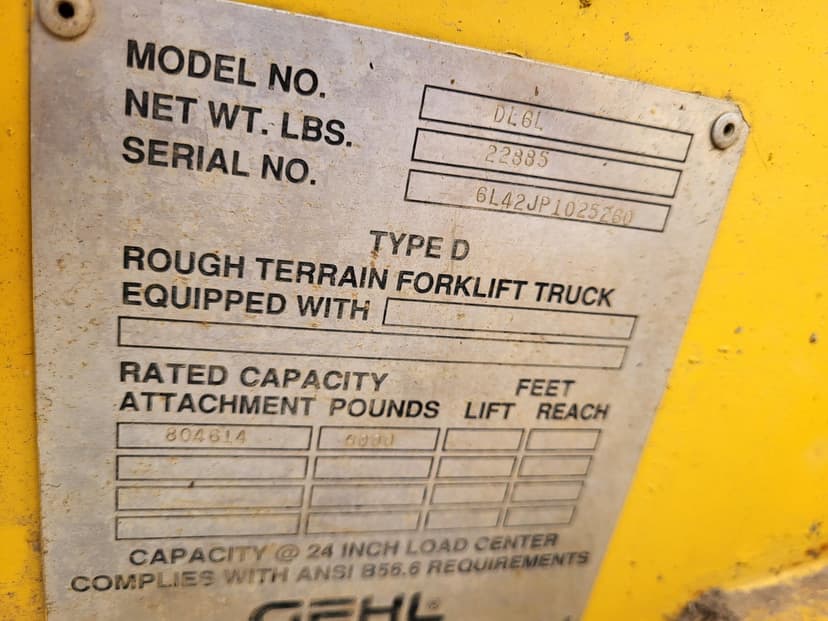 MODEL NO. DL6L
NET WT. LBS. 22885
SERIAL NO. 6L42JP1025260
TYPE D
ROUGH TERRAIN FORKLIFT TRUCK
EQUIPPED WITH
RATED CAPACITY FEET
ATTACHMENT POUNDS LIFT REACH
804614 6000
CAPACITY @ 24 INCH LOAD CENTER
COMPLIES WITH ANSI B56.6 REQUIREMENTS
GEHL®